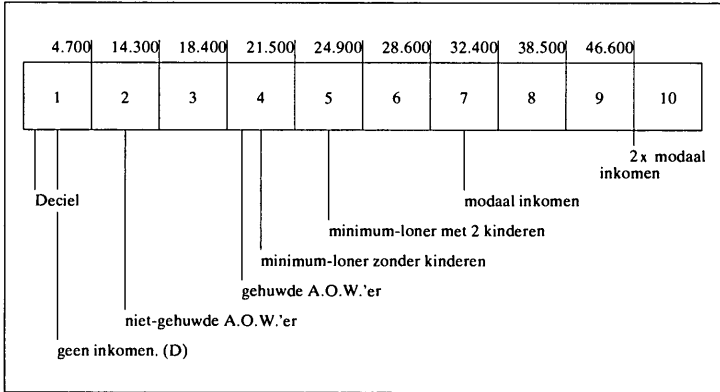 4.700 14.300 18.400 21.500 24.900 28.600 32.400 38.500 46.600
1 2 3 4 5 6 7 8 9 10
2x modaal
inkomen
Deciel
modaal inkomen
minimum-loner met 2 kinderen
minimum-loner zonder kinderen
gehuwde A.O.W.'er
niet-gehuwde A.O.W.'er
geen inkomen. (D)